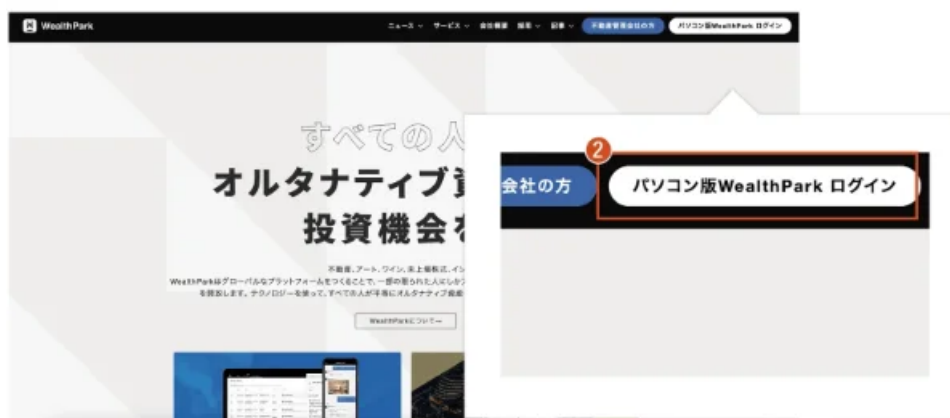 WealthPark
ニュース サービス 会社概要 採用 記事 不動産管理会社の方 パソコン版WealthPark ログイン
すべての人
オルタナティブ資
投資機会を
不動産、アート、ワイン、未上場株式、イン
WealthParkはグローバルなプラットフォームをつくることで、一部の限られた人にしか
を開放します。テクノロジーを使って、すべての人が平等にオルタナティブ資産
WealthParkについて
2
会社の方 パソコン版WealthPark ログイン